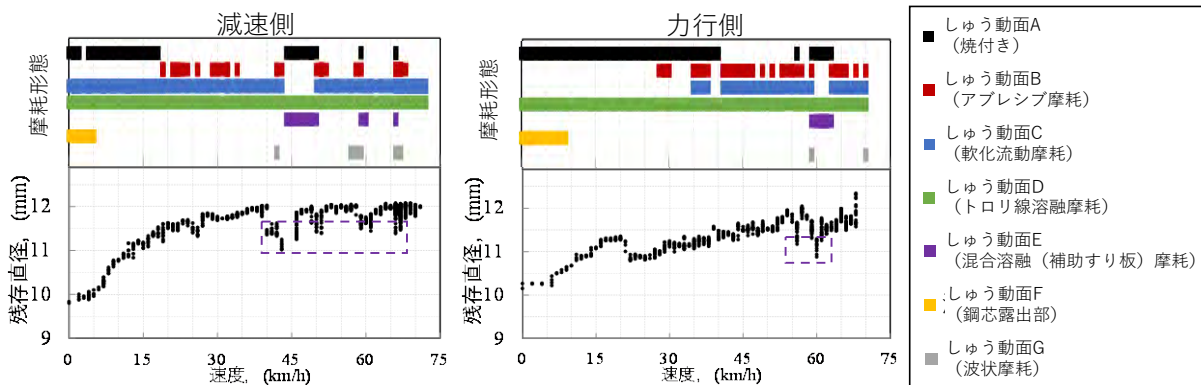 減速側
摩耗形態
残存直径，(mm)
12
11
10
9
0
15
30
45
60
75
速度，(km/h)
力行側
摩耗形態
残存直径，(mm)
12
11
10
9
0
15
30
45
60
75
速度，(km/h)
しゅう動面A
（焼付き）
しゅう動面B
（アブレシブ摩耗）
しゅう動面C
（軟化流動摩耗）
しゅう動面D
（トロリ線溶融摩耗）
しゅう動面E
（混合溶融（補助すり板）摩耗）
しゅう動面F
（鋼芯露出部）
しゅう動面G
（波状摩耗）